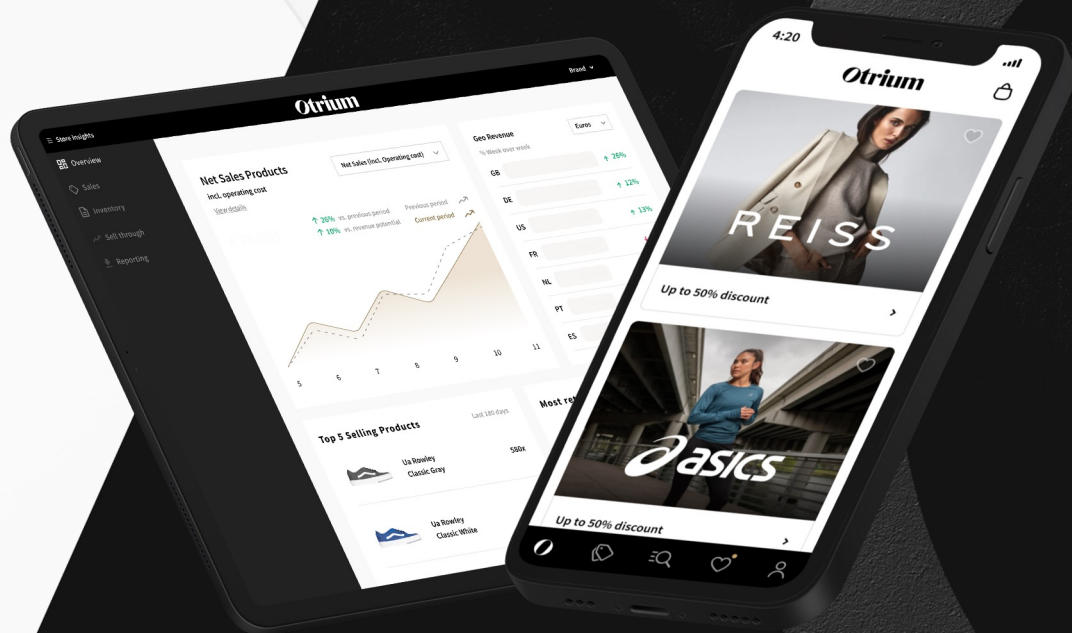 Otrium
Store Insights
Brand
Overview
Sales
Inventory
Sell through
Reporting
Net Sales Products
incl. operating cost
View details
Net Sales (incl. Operating cost)
↑ 26% vs. previous period
Previous period
↑ 10% vs. revenue potential
Current period
5 6 7 8 9 10 11
Geo Revenue
Euros
% Week over week
GB ↑ 26%
DE ↑ 12%
US ↑ 13%
FR
NL
PT
ES
Top 5 Selling Products
Last 180 days
Ua Rowley
Classic Gray
580x
Ua Rowley
Classic White
Most
4:20
Otrium
REISS
Up to 50% discount
asics
Up to 50% discount